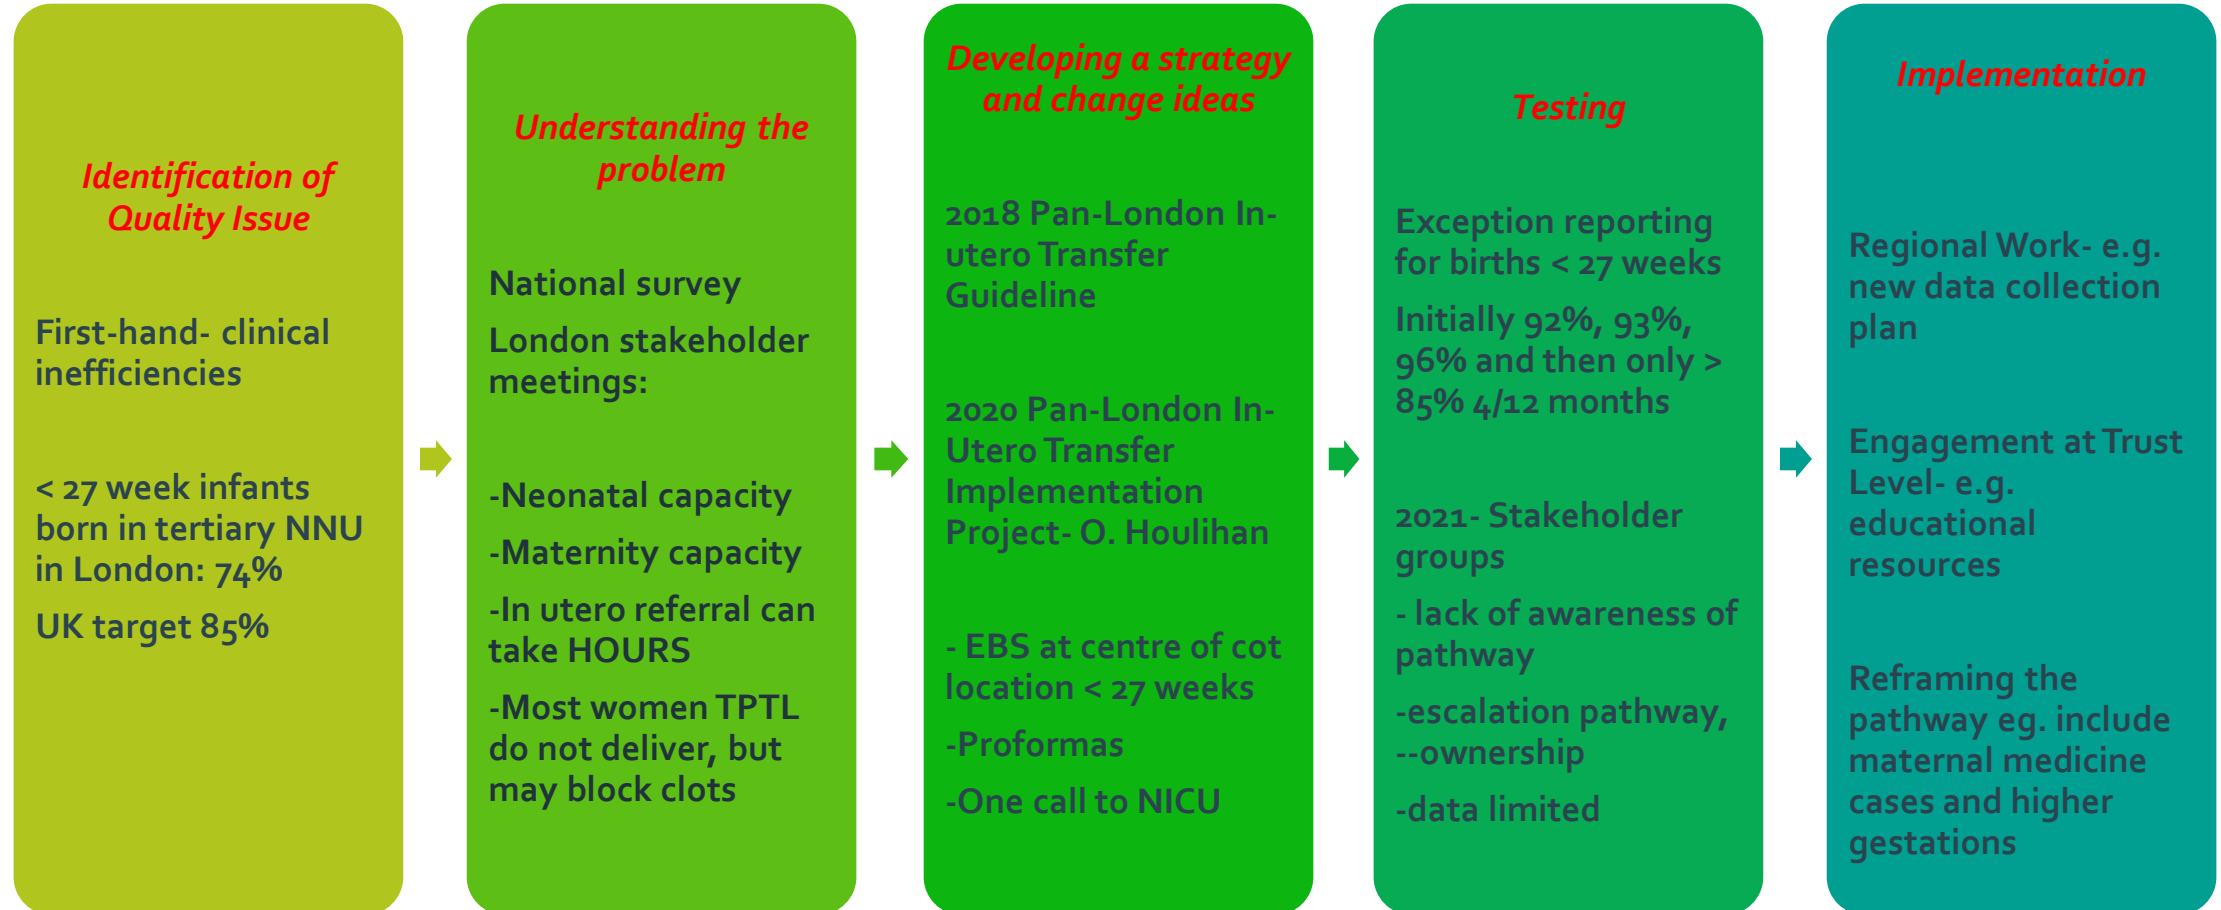 Identification of
Quality Issue
First-hand- clinical
inefficiencies
< 27 week infants
born in tertiary NNU
in London: 74%
UK target 85%
Understanding the
problem
National survey
London stakeholder
meetings:
-Neonatal capacity
-Maternity capacity
-In utero referral can
take HOURS
-Most women TPTL
do not deliver, but
may block clots
Developing a strategy
and change ideas
2018 Pan-London In-
utero Transfer
Guideline
2020 Pan-London In-
Utero Transfer
Implementation
Project- O. Houlihan
- EBS at centre of cot
location < 27 weeks
-Proformas
-One call to NICU
Testing
Exception reporting
for births < 27 weeks
Initially 92%, 93%,
96% and then only >
85% 4/12 months
2021- Stakeholder
groups
- lack of awareness of
pathway
-escalation pathway,
--ownership
-data limited
Implementation
Regional Work- e.g.
new data collection
plan
Engagement at Trust
Level- e.g.
educational
resources
Reframing the
pathway eg. include
maternal medicine
cases and higher
gestations